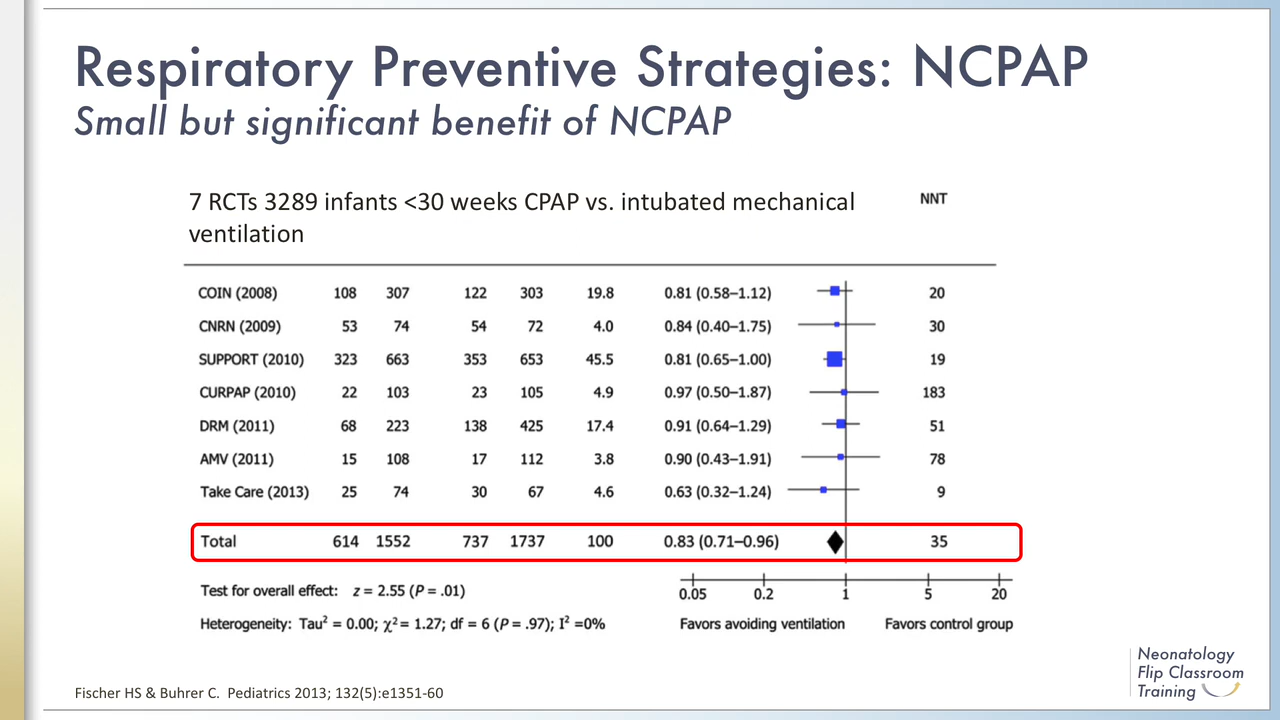 Respiratory Preventive Strategies: NCPAP
Small but significant benefit of NCPAP
7 RCTs 3289 infants <30 weeks CPAP vs. intubated mechanical
ventilation
NNT
COIN (2008) 108 307 122 303 19.8 0.81 (0.58–1.12) 20
CNRN (2009) 53 74 54 72 4.0 0.84 (0.40–1.75) 30
SUPPORT (2010) 323 663 353 653 45.5 0.81 (0.65–1.00) 19
CURPAP (2010) 22 103 23 105 4.9 0.97 (0.50–1.87) 183
DRM (2011) 68 223 138 425 17.4 0.91 (0.64–1.29) 51
AMV (2011) 15 108 17 112 3.8 0.90 (0.43–1.91) 78
Take Care (2013) 25 74 30 67 4.6 0.63 (0.32–1.24) 9
Total 614 1552 737 1737 100 0.83 (0.71–0.96) 35
Test for overall effect: z = 2.55 (P = .01)
0.05 0.2 1 5 20
Heterogeneity: Tau² = 0.00; χ² = 1.27; df = 6 (P = .97); I² =0%
Favors avoiding ventilation Favors control group
Neonatology
Flip Classroom
Training
Fischer HS & Buhrer C. Pediatrics 2013; 132(5):e1351-60